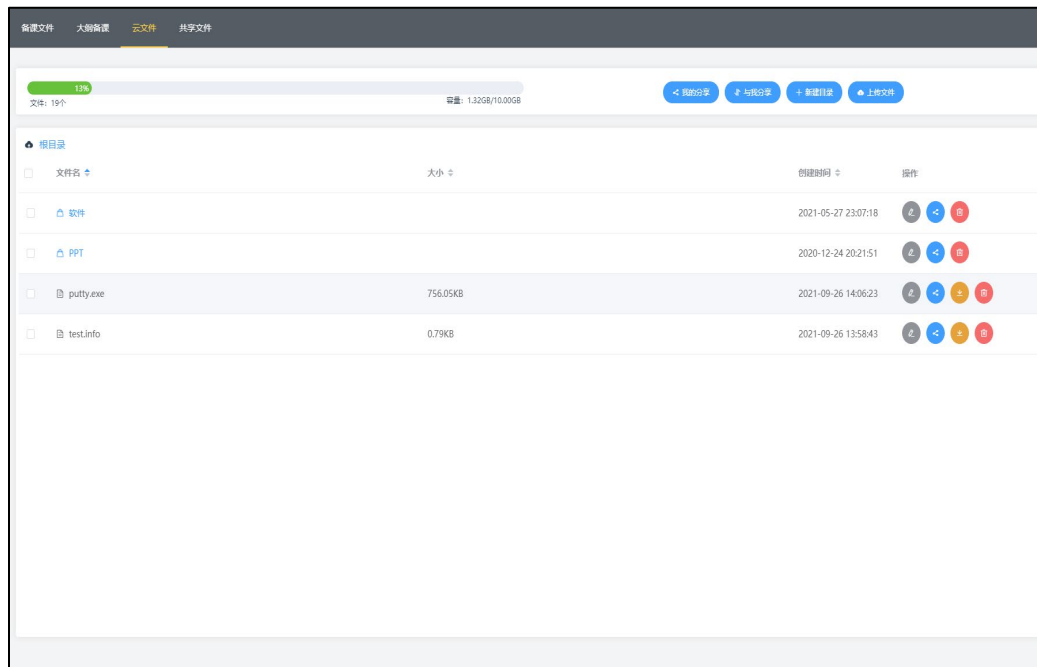 备课文件 大纲备课 云文件 共享文件
13%
文件: 19个 容量: 1.32GB/10.00GB 我的分享 与我分享 + 新建目录 上传文件
根目录
文件名 大小 创建时间 操作
软件 2021-05-27 23:07:18
PPT 2020-12-24 20:21:51
putty.exe 756.05KB 2021-09-26 14:06:23
test.info 0.79KB 2021-09-26 13:58:43